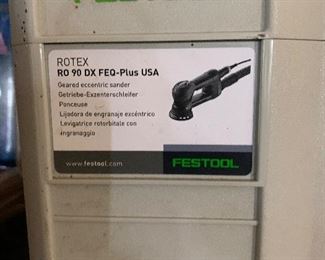 FESTOOL
ROTEX
RO 90 DX FEQ-Plus USA
Geared eccentric sander
Getriebe-Exzenterschleifer
Ponceuse
Lijadora de engranaje excéntrico
Levigatrice rotorbitale con
ingranaggio
www.festool.com
FESTOOL